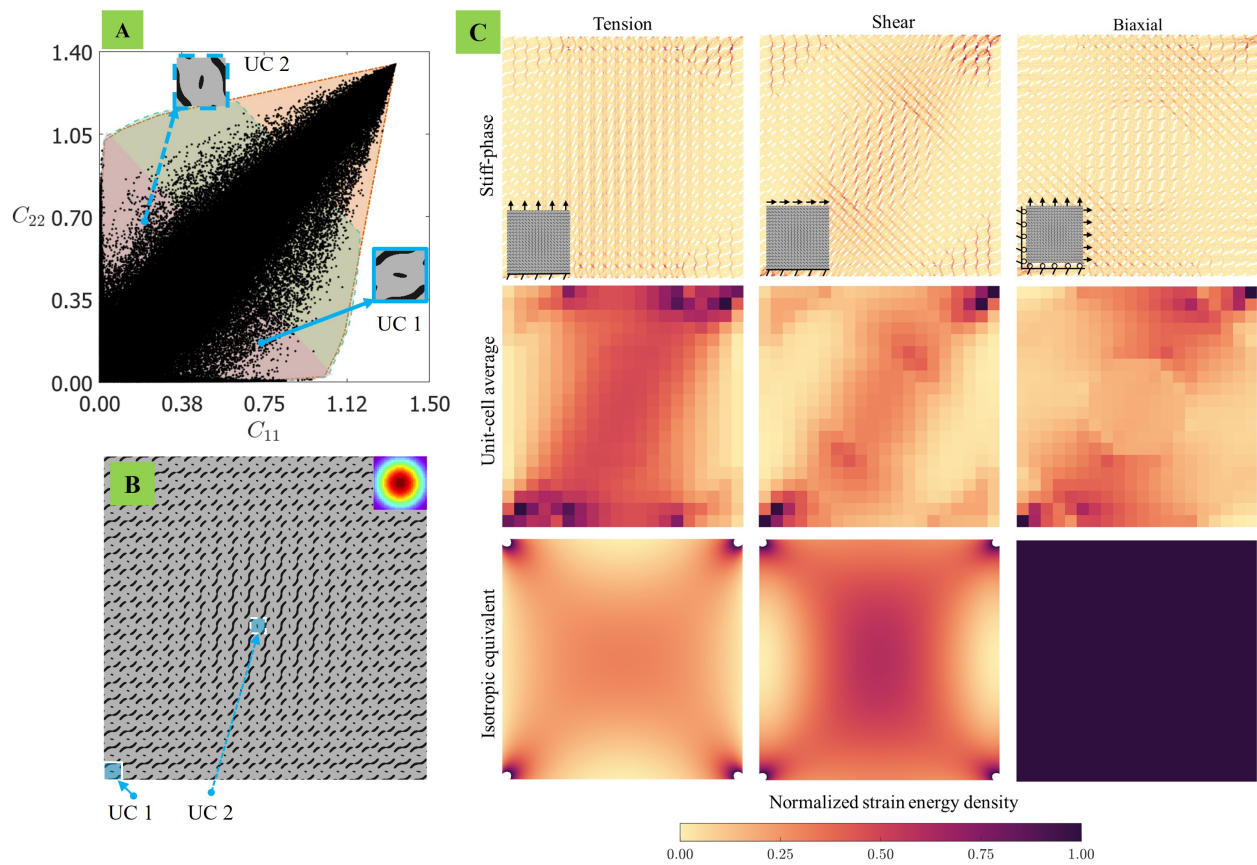 A
1.40
1.05
0.70
0.35
0.00
C22
0.00 0.38 0.75 1.12 1.50
C11
UC 2
UC 1
B
UC 1
UC 2
C
Tension
Shear
Biaxial
Stiff-phase
Unit-cell average
Isotropic equivalent
Normalized strain energy density
0.00 0.25 0.50 0.75 1.00